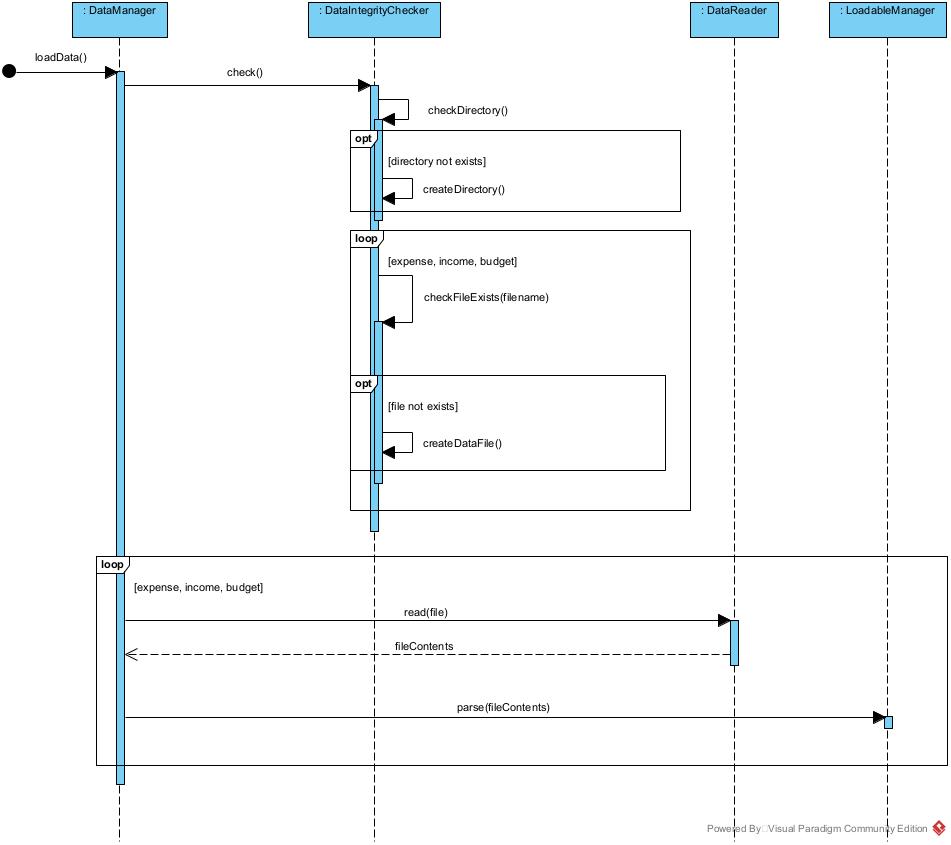 : DataManager
: DataIntegrityChecker
: DataReader
: LoadableManager
loadData()
check()
checkDirectory()
opt
[directory not exists]
createDirectory()
loop
[expense, income, budget]
checkFileExists(filename)
opt
[file not exists]
createDataFile()
loop
[expense, income, budget]
read(file)
fileContents
parse(fileContents)
Powered By Visual Paradigm Community Edition